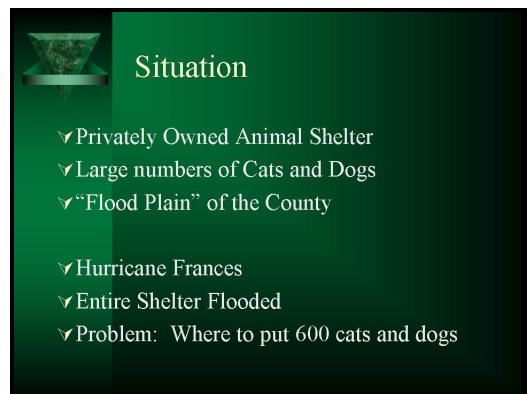 Situation
Privately Owned Animal Shelter
Large numbers of Cats and Dogs
“Flood Plain” of the County
Hurricane Frances
Entire Shelter Flooded
Problem:  Where to put 600 cats and dogs